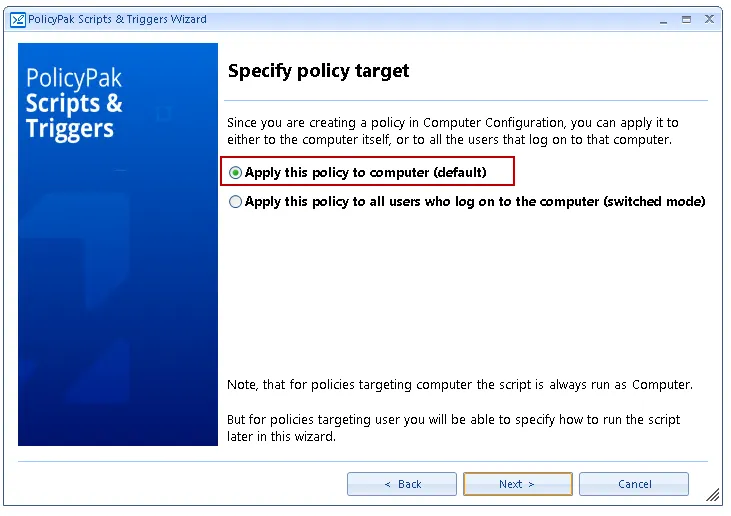 PolicyPak Scripts & Triggers Wizard
PolicyPak
Scripts &
Triggers
Specify policy target
Since you are creating a policy in Computer Configuration, you can apply it to
either to the computer itself, or to all the users that log on to that computer.
Apply this policy to computer (default)
Apply this policy to all users who log on to the computer (switched mode)
Note, that for policies targeting computer the script is always run as Computer.
But for policies targeting user you will be able to specify how to run the script
later in this wizard.
< Back
Next >
Cancel